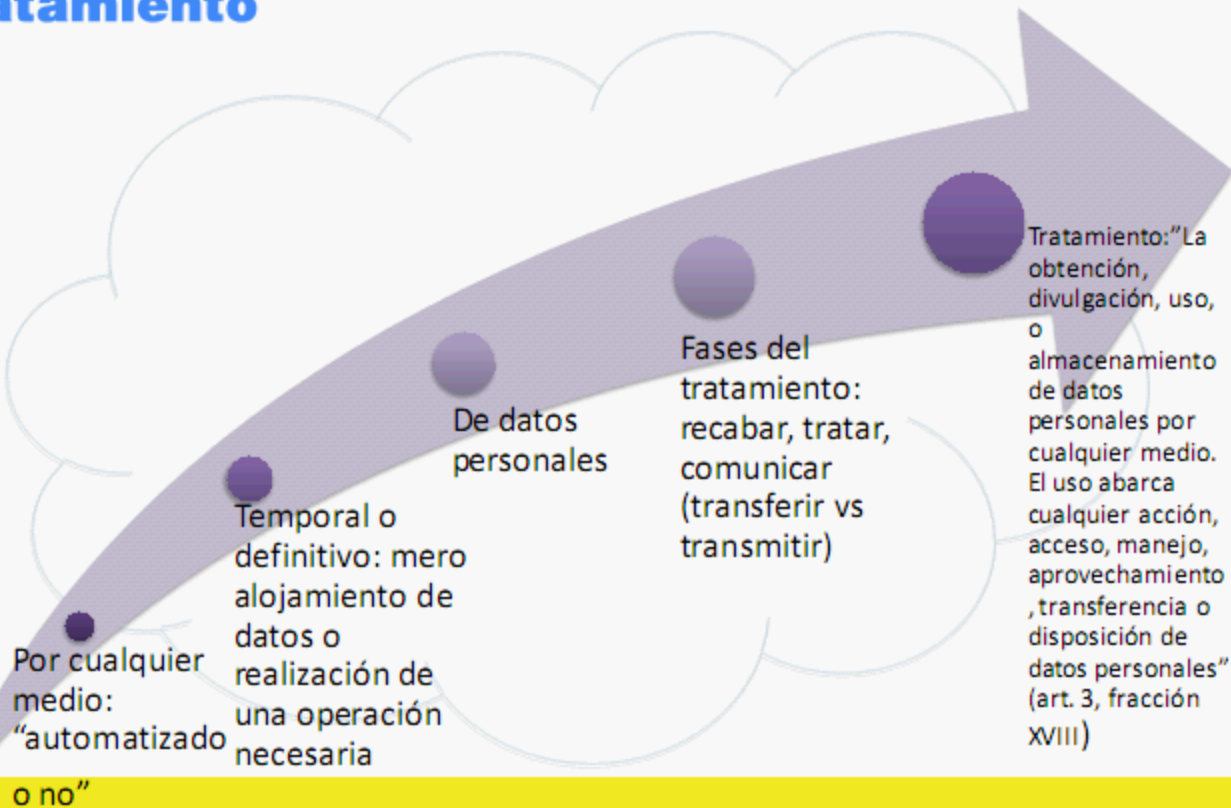 atamiento
Por cualquier
medio:
“automatizado
o no”
Temporal o
definitivo: mero
alojamiento de
datos o
realización de
una operación
necesaria
De datos
personales
Fases del
tratamiento:
recabar, tratar,
comunicar
(transferir vs
transmitir)
Tratamiento:”La
obtención,
divulgación, uso,
o
almacenamiento
de datos
personales por
cualquier medio.
El uso abarca
cualquier acción,
acceso, manejo,
aprovechamiento
, transferencia o
disposición de
datos personales”
(art. 3, fracción
XVIII)